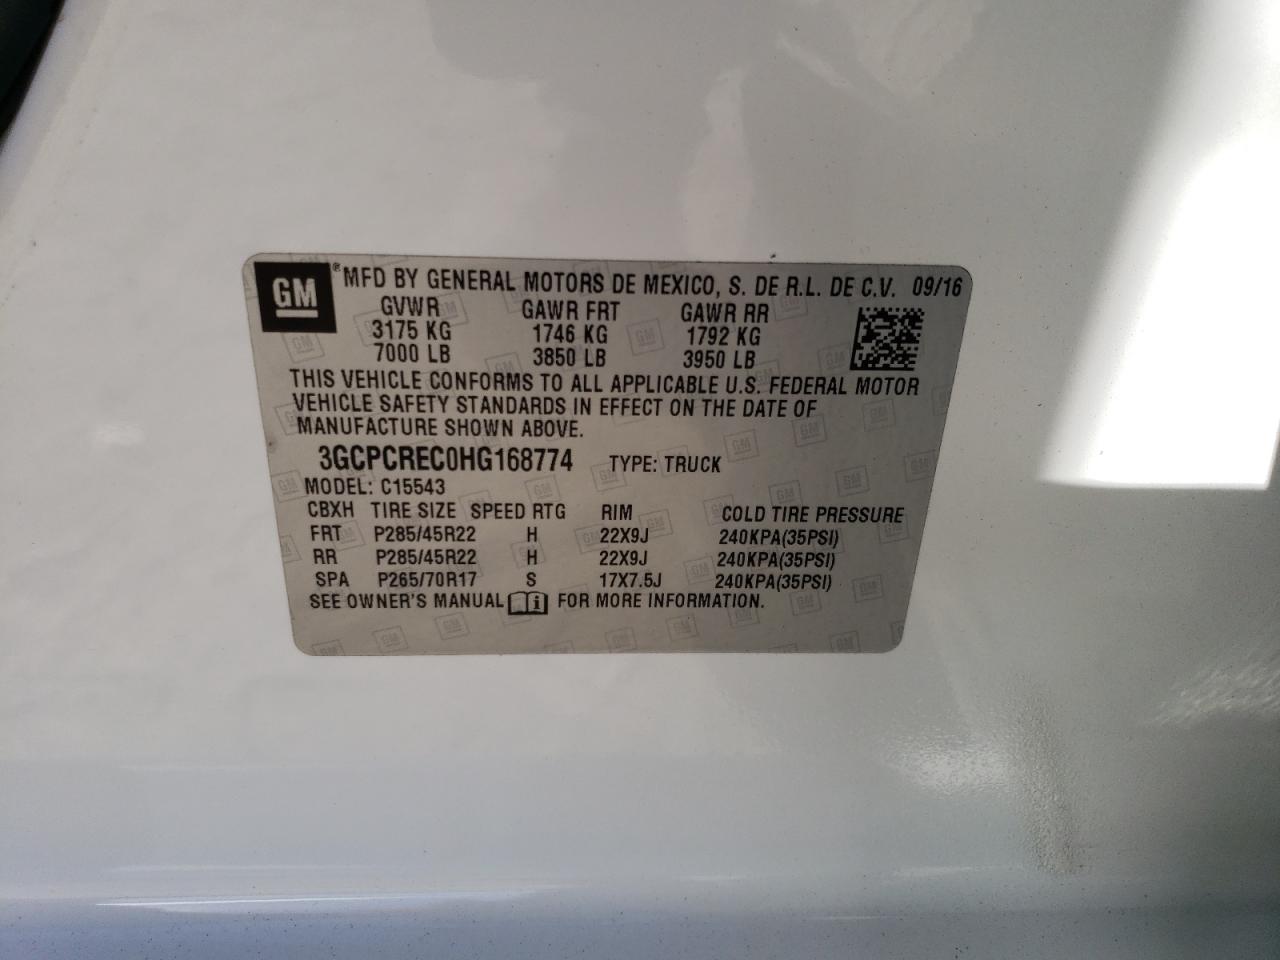 GM ® MFD BY GENERAL MOTORS DE MEXICO, S. DE R.L. DE C.V. 09/16
GVWR GAWR FRT GAWR RR
3175 KG 1746 KG 1792 KG
7000 LB 3850 LB 3950 LB
THIS VEHICLE CONFORMS TO ALL APPLICABLE U.S. FEDERAL MOTOR
VEHICLE SAFETY STANDARDS IN EFFECT ON THE DATE OF
MANUFACTURE SHOWN ABOVE.
3GCPCREC0HG168774 TYPE: TRUCK
MODEL: C15543
CBXH TIRE SIZE SPEED RTG RIM COLD TIRE PRESSURE
FRT P285/45R22 H 22X9J 240KPA(35PSI)
RR P285/45R22 H 22X9J 240KPA(35PSI)
SPA P265/70R17 S 17X7.5J 240KPA(35PSI)
SEE OWNER'S MANUAL i FOR MORE INFORMATION.